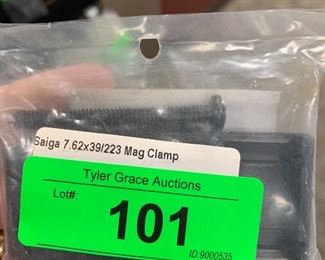 Saiga 7.62x39/223 Mag Clamp
Tyler Grace Auctions
Lot#:
101
ID:9000535